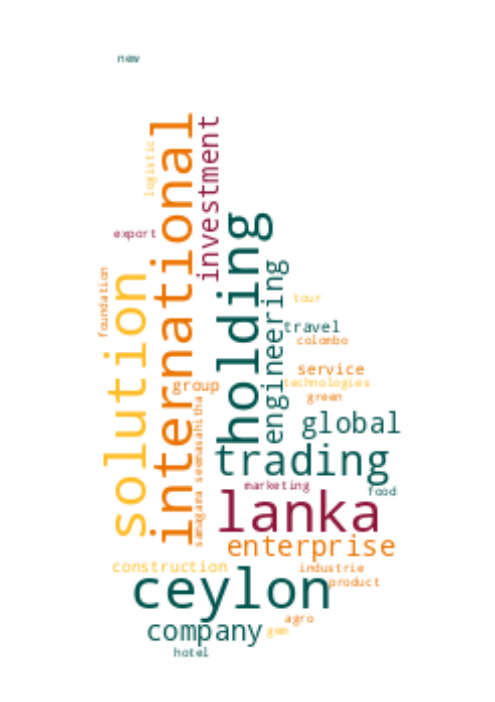 new
logistic
international
investment
export
holding
foundation
solution
engineering
tour
travel
colombo
service
technologies
group
green
samagara seemasahitha
global
trading
marketing
food
lanka
enterprise
construction
industrie
ceylon
product
agro
company
gem
hotel